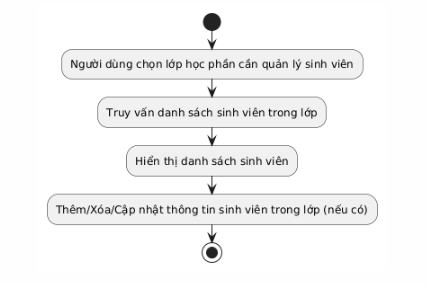 Người dùng chọn lớp học phần cần quản lý sinh viên
Truy vấn danh sách sinh viên trong lớp
Hiển thị danh sách sinh viên
Thêm/Xóa/Cập nhật thông tin sinh viên trong lớp (nếu có)